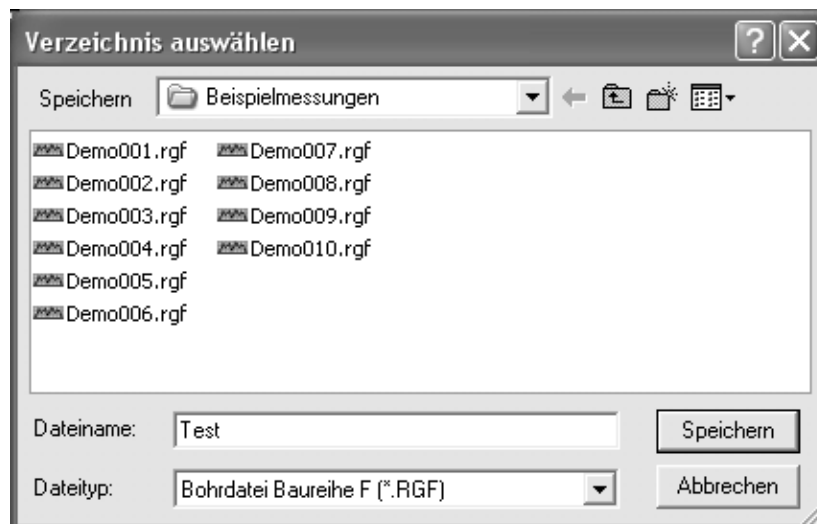 Verzeichnis auswählen
Speichern Beispielmessungen
Demo001.rgf Demo007.rgf
Demo002.rgf Demo008.rgf
Demo003.rgf Demo009.rgf
Demo004.rgf Demo010.rgf
Demo005.rgf
Demo006.rgf
Dateiname: Test Speichern
Dateityp: Bohrdatei Baureihe F (*.RGF) Abbrechen